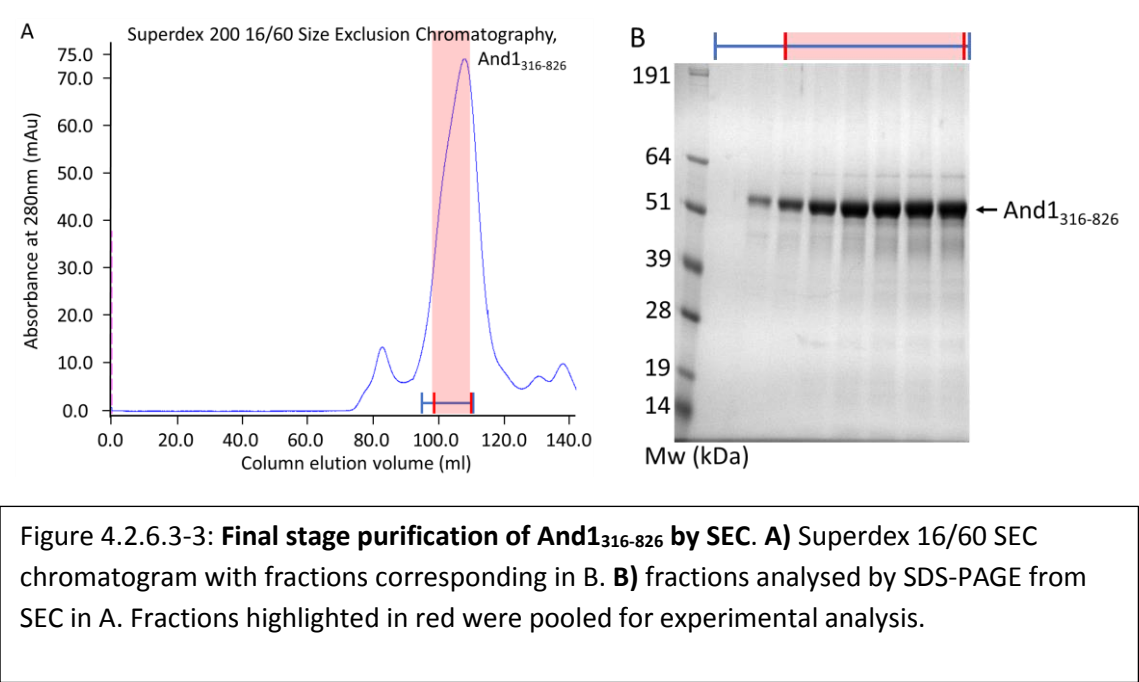 A
Superdex 200 16/60 Size Exclusion Chromatography,
And1316-826
75.0
70.0
60.0
50.0
40.0
30.0
20.0
10.0
0.0
Absorbance at 280nm (mAu)
0.0 20.0 40.0 60.0 80.0 100.0 120.0 140.0
Column elution volume (ml)
B
191
64
51
39
28
19
14
Mw (kDa)
And1316-826
Figure 4.2.6.3-3: Final stage purification of And1316-826 by SEC. A) Superdex 16/60 SEC
chromatogram with fractions corresponding in B. B) fractions analysed by SDS-PAGE from
SEC in A. Fractions highlighted in red were pooled for experimental analysis.